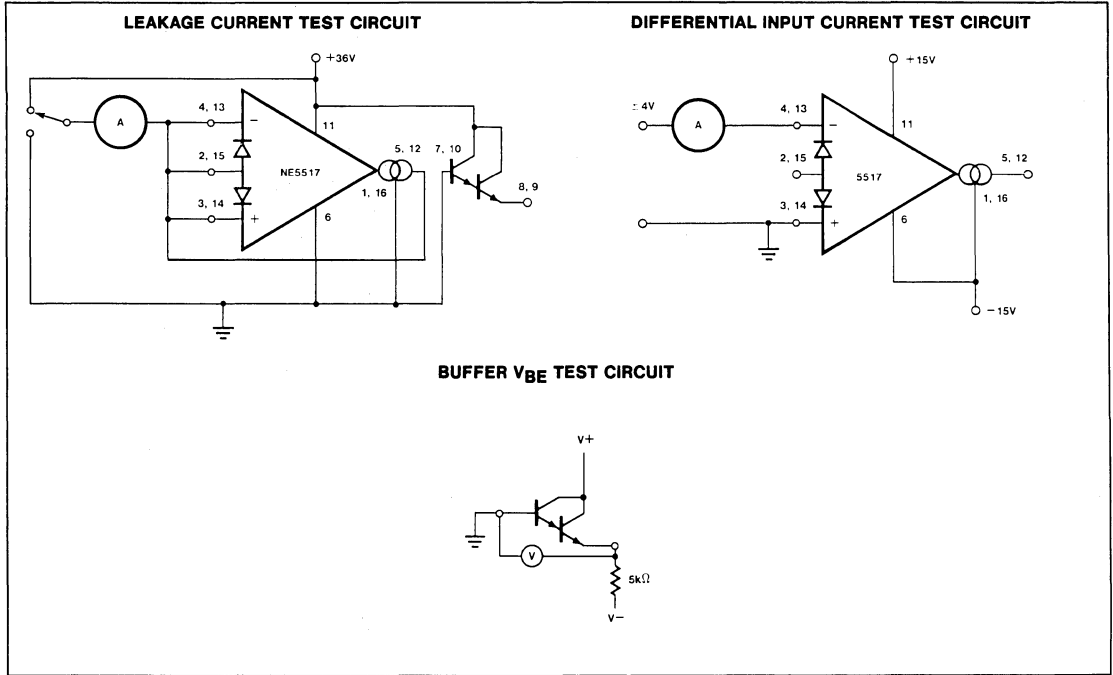 LEAKAGE CURRENT TEST CIRCUIT
+36V
A
4, 13
−
2, 15
3, 14
+
NE5517
11
6
5, 12
1, 16
7, 10
8, 9
DIFFERENTIAL INPUT CURRENT TEST CIRCUIT
+15V
4V
A
4, 13
−
2, 15
3, 14
+
5517
11
6
5, 12
1, 16
−15V
BUFFER VBE TEST CIRCUIT
V+
V
5kΩ
V−